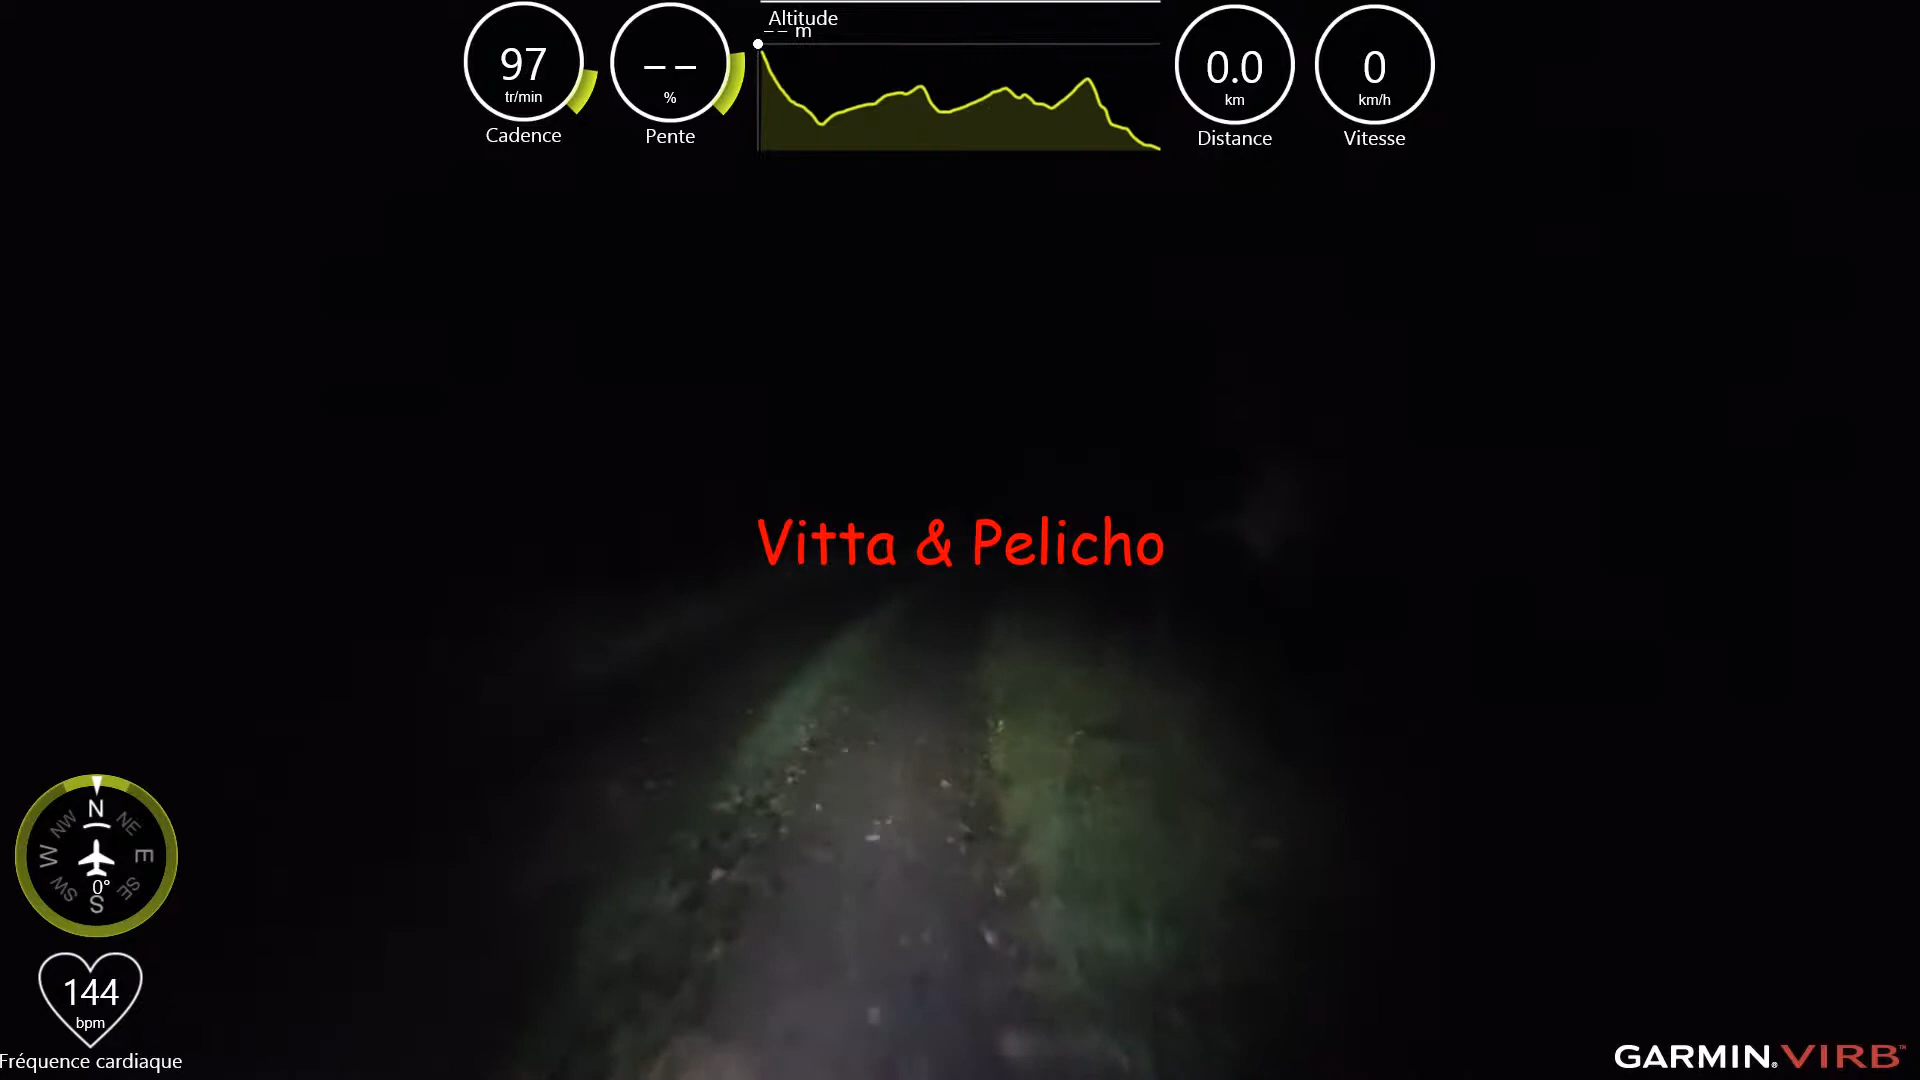 97
tr/min
Cadence
– –
%
Pente
Altitude
– – m
0.0
km
Distance
0
km/h
Vitesse
Vitta & Pelicho
N
NE
E
SE
S
SW
W
NW
0°
144
bpm
Fréquence cardiaque
GARMIN. VIRB™